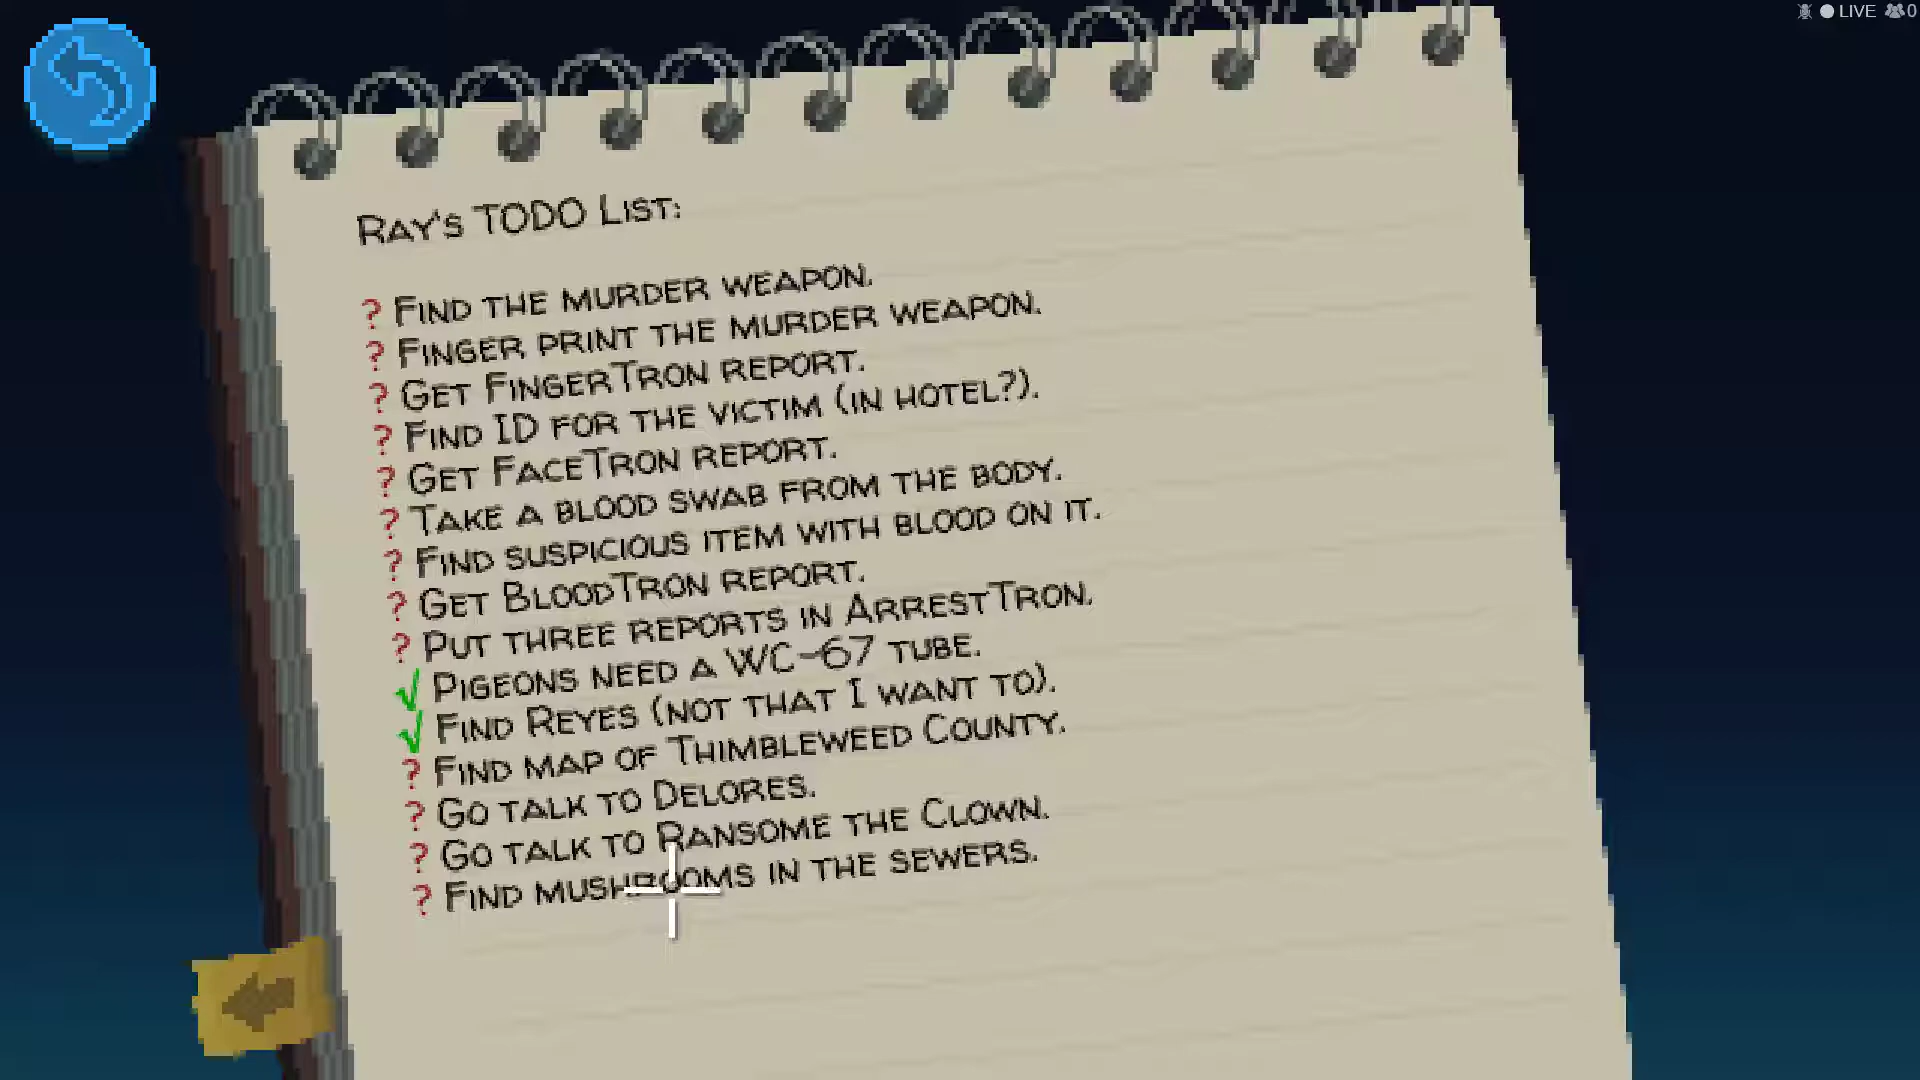 LIVE 0
Ray's TODO List:
? Find the murder weapon.
? Finger print the murder weapon.
? Get FingerTron report.
? Find ID for the victim (in hotel?).
? Get FaceTron report.
? Take a blood swab from the body.
? Find suspicious item with blood on it.
? Get BloodTron report.
? Put three reports in ArrestTron.
√ Pigeons need a WC-67 tube.
√ Find Reyes (not that I want to).
? Find map of Thimbleweed County.
? Go talk to Delores.
? Go talk to Ransome the Clown.
? Find mushrooms in the sewers.